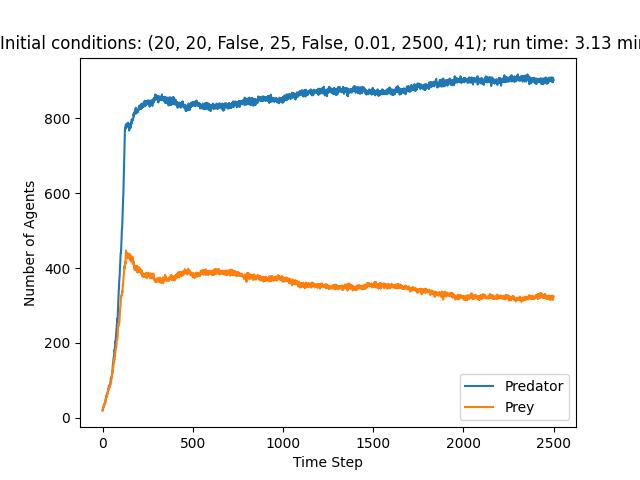 Initial conditions: (20, 20, False, 25, False, 0.01, 2500, 41); run time: 3.13 mi
800
600
400
200
0
Number of Agents
Predator
Prey
0 500 1000 1500 2000 2500
Time Step